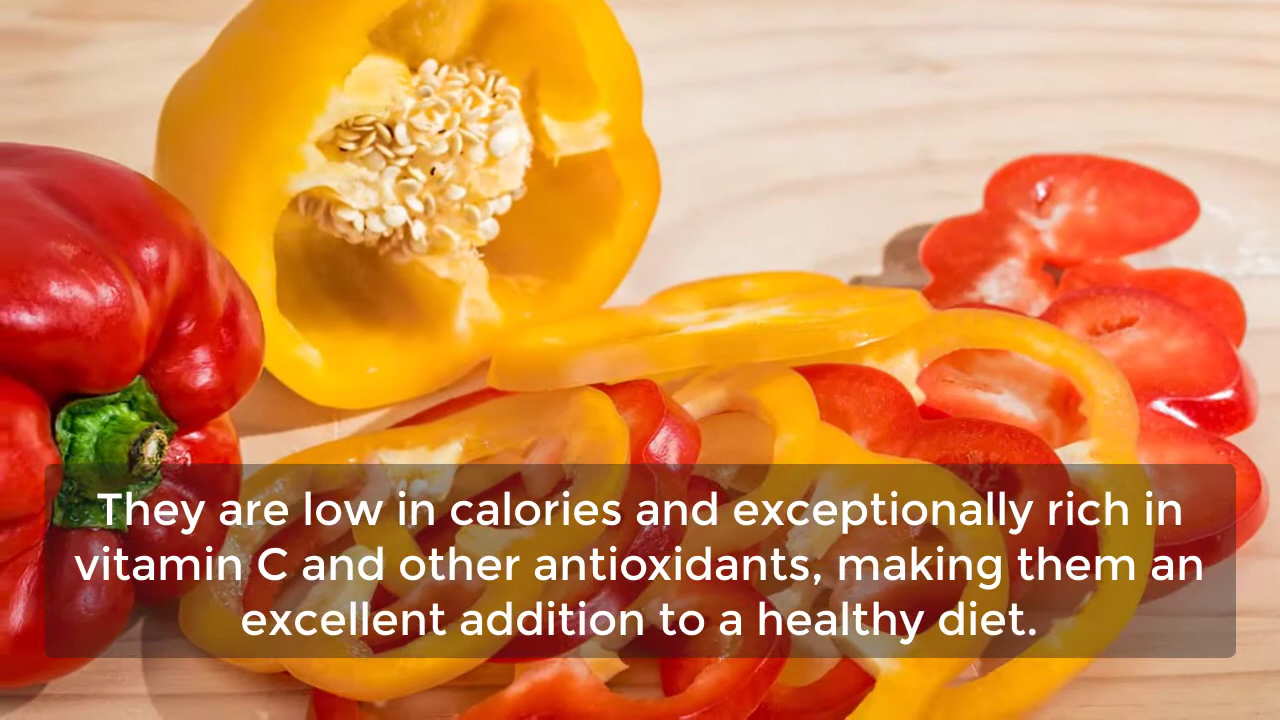 They are low in calories and exceptionally rich in
vitamin C and other antioxidants, making them an
excellent addition to a healthy diet.